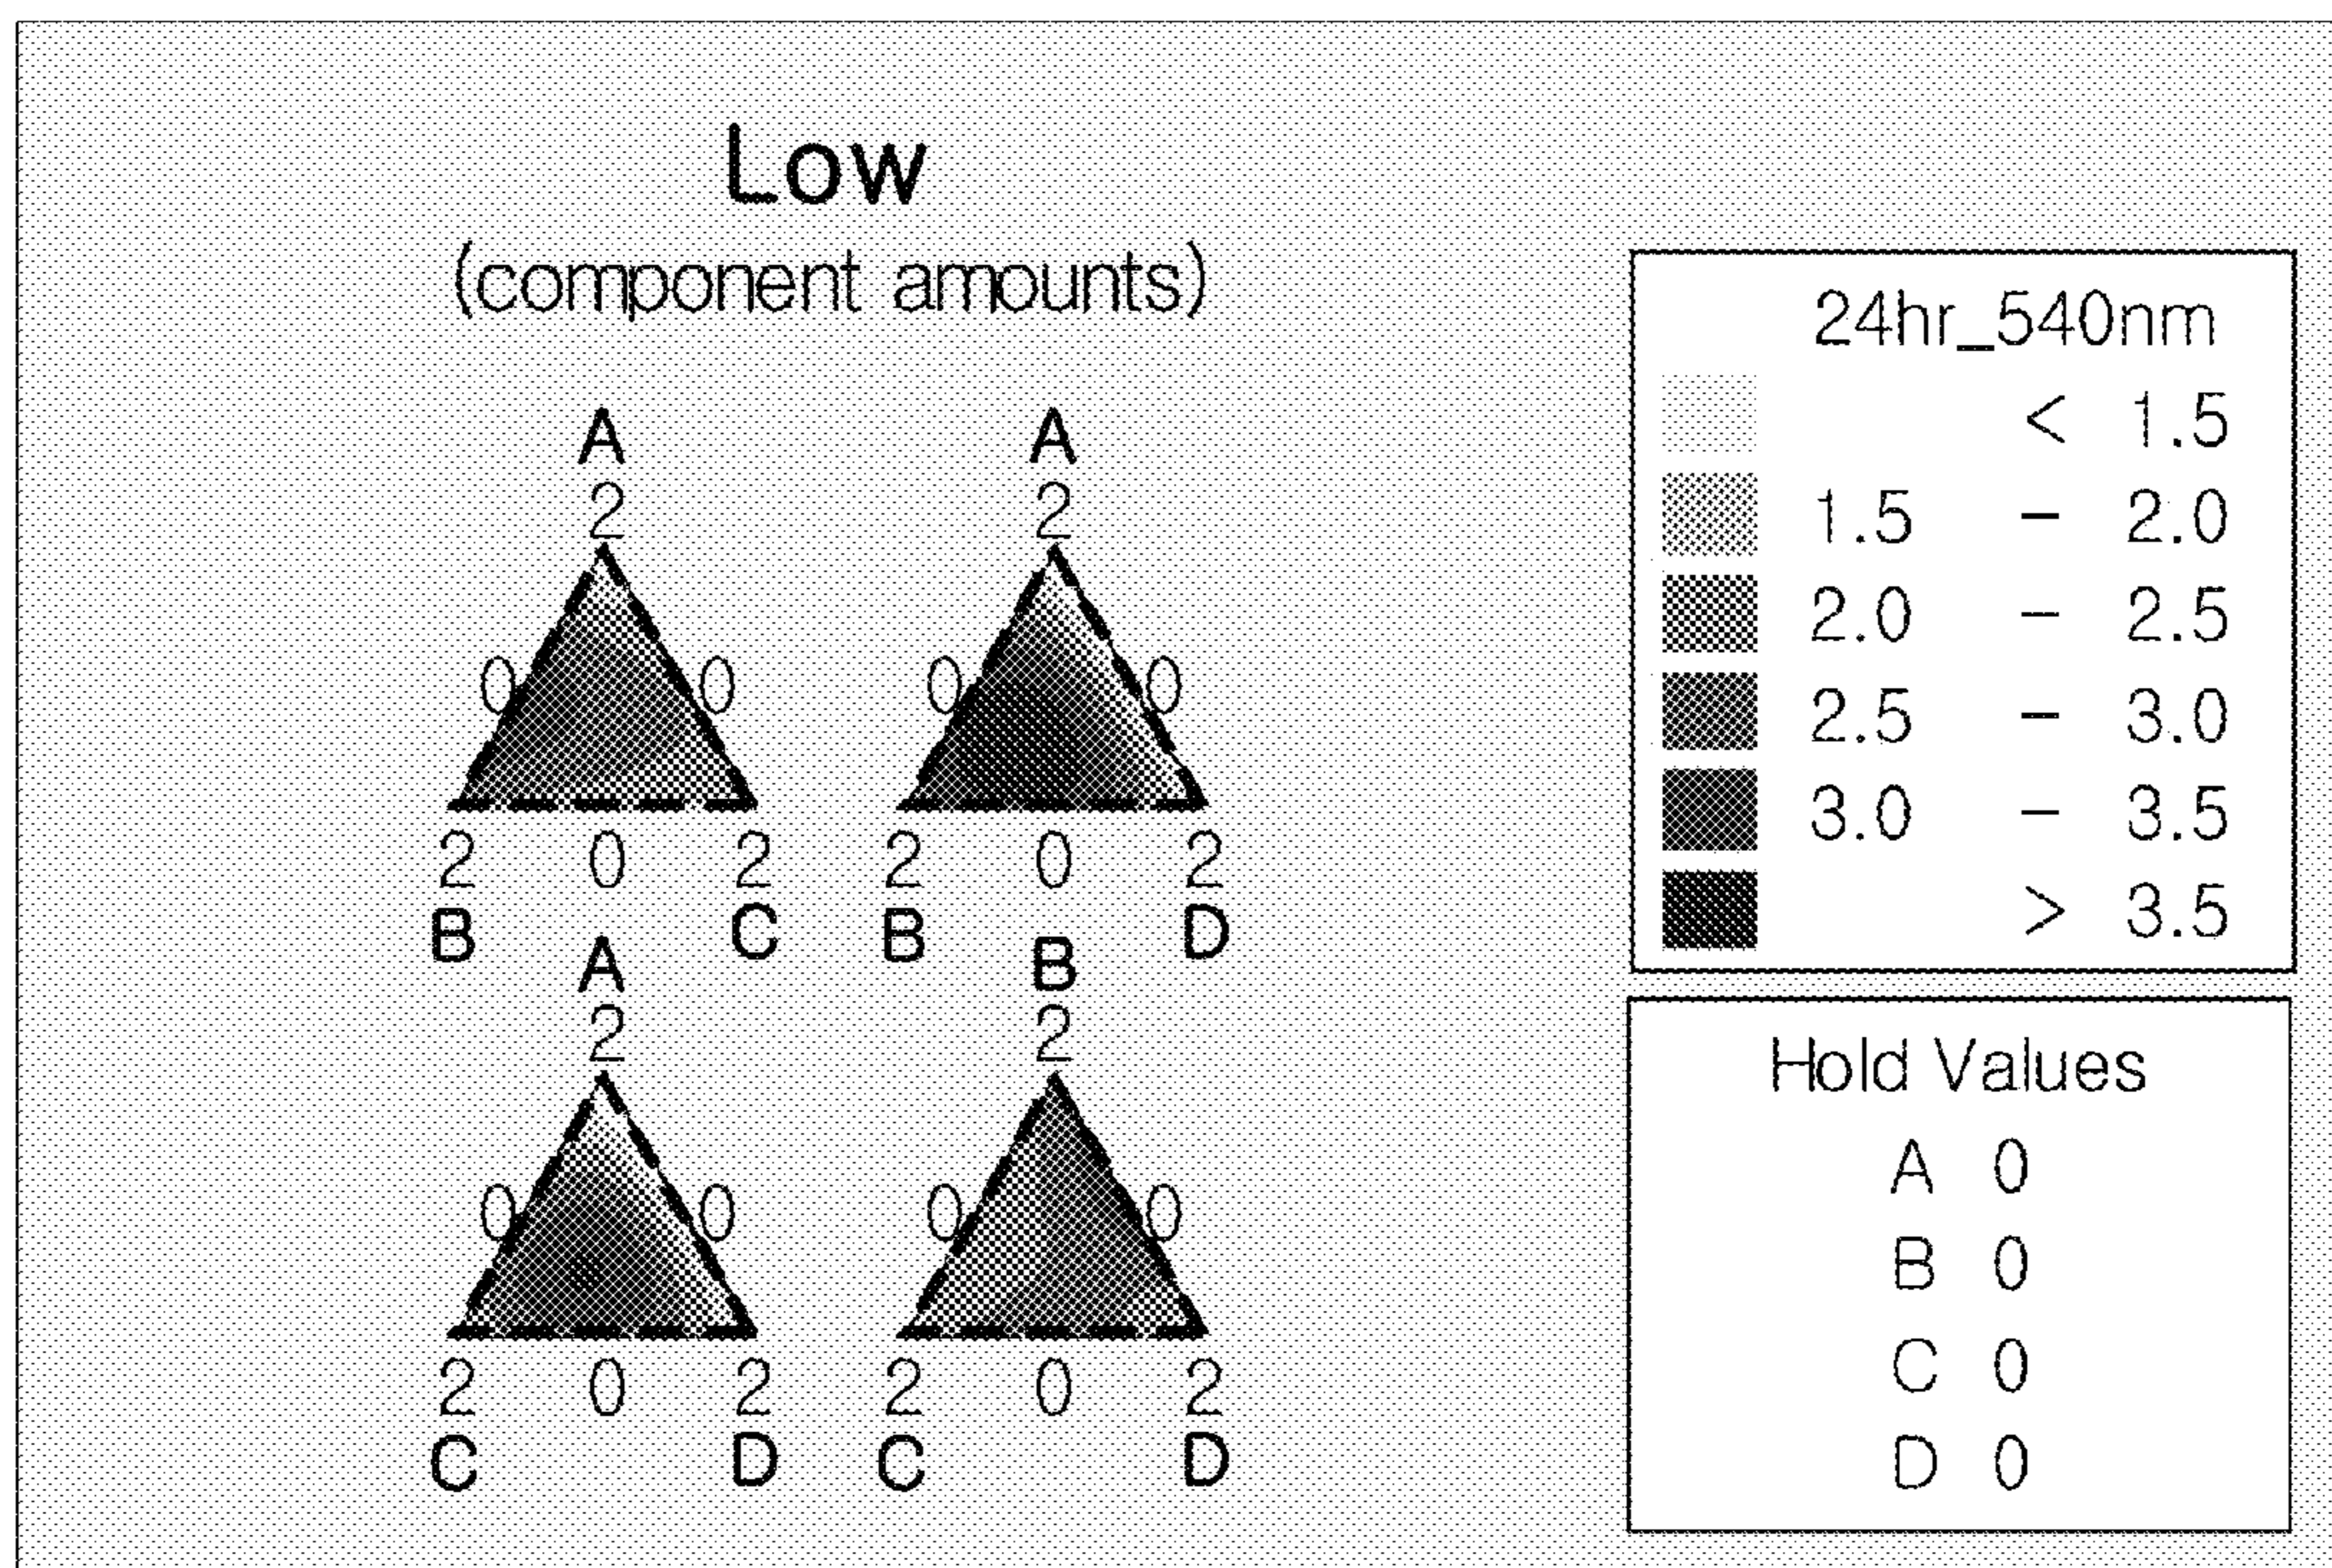 Low
(component amounts)
A A
2 2
0 0 0 0
2 0 2 2 0 2
B C B D
A B
2 2
0 0 0 0
2 0 2 2 0 2
C D C D
24hr_540nm
< 1.5
1.5 - 2.0
2.0 - 2.5
2.5 - 3.0
3.0 - 3.5
> 3.5
Hold Values
A 0
B 0
C 0
D 0